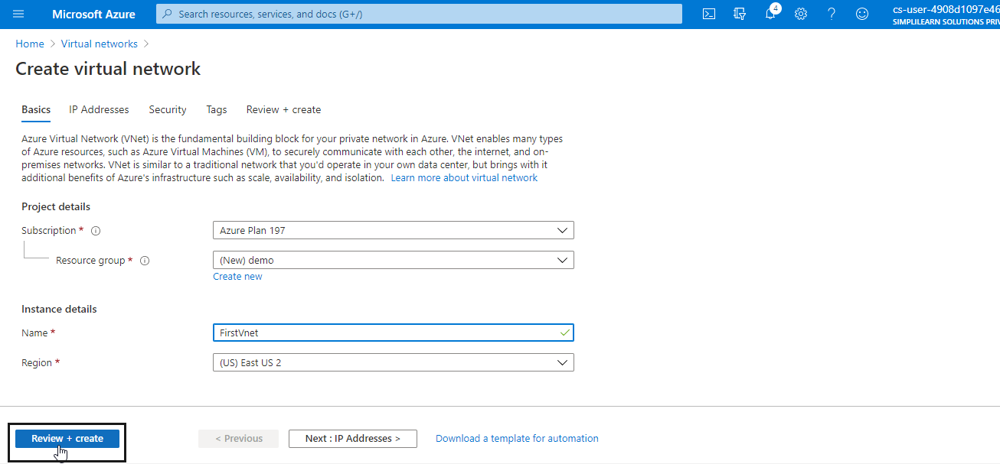 Microsoft Azure
Search resources, services, and docs (G+/)
4
cs-user-4908d1097e46
SIMPLILEARN SOLUTIONS PRIV
Home > Virtual networks >
Create virtual network
Basics IP Addresses Security Tags Review + create
Azure Virtual Network (VNet) is the fundamental building block for your private network in Azure. VNet enables many types
of Azure resources, such as Azure Virtual Machines (VM), to securely communicate with each other, the internet, and on-
premises networks. VNet is similar to a traditional network that you'd operate in your own data center, but brings with it
additional benefits of Azure's infrastructure such as scale, availability, and isolation. Learn more about virtual network
Project details
Subscription * Azure Plan 197
Resource group * (New) demo
Create new
Instance details
Name * FirstVnet
Region * (US) East US 2
Review + create < Previous Next : IP Addresses > Download a template for automation